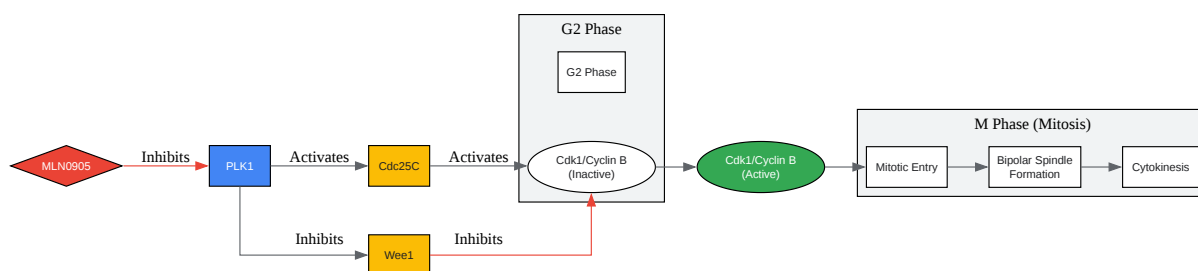 G2 Phase
G2 Phase
M Phase (Mitosis)
MLN0905
Inhibits
PLK1
Activates
Cdc25C
Activates
Cdk1/Cyclin B
(Inactive)
Cdk1/Cyclin B
(Active)
Mitotic Entry
Bipolar Spindle
Formation
Cytokinesis
Inhibits
Wee1
Inhibits